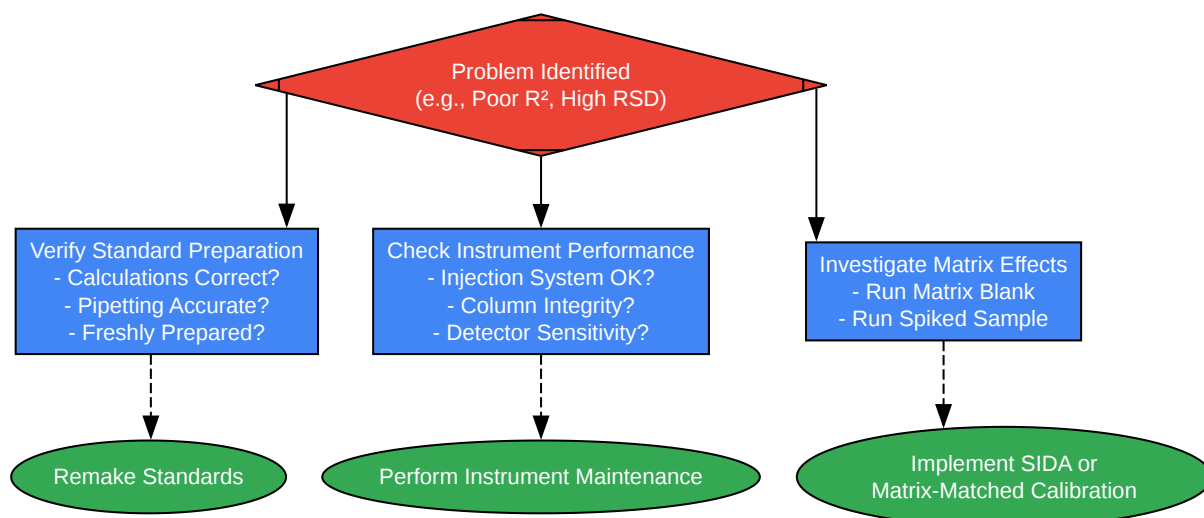 Problem Identified
(e.g., Poor R², High RSD)
Verify Standard Preparation
- Calculations Correct?
- Pipetting Accurate?
- Freshly Prepared?
Check Instrument Performance
- Injection System OK?
- Column Integrity?
- Detector Sensitivity?
Investigate Matrix Effects
- Run Matrix Blank
- Run Spiked Sample
Remake Standards
Perform Instrument Maintenance
Implement SIDA or
Matrix-Matched Calibration